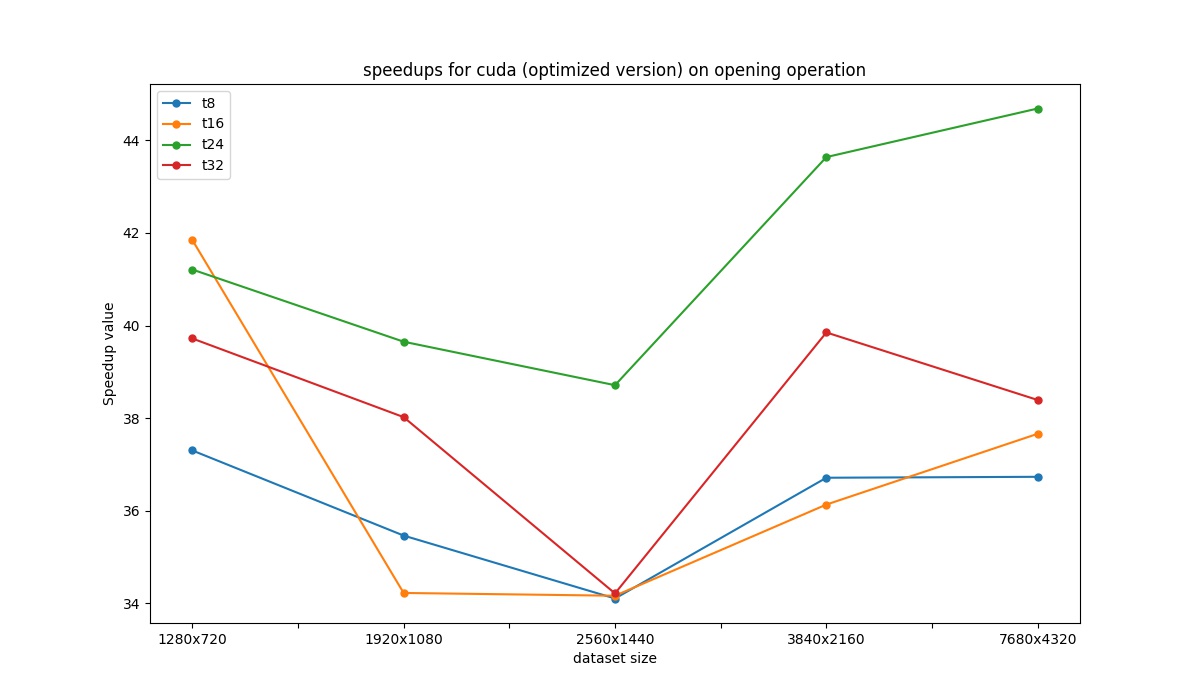 speedups for cuda (optimized version) on opening operation
t8
t16
t24
t32
44
42
40
38
36
34
Speedup value
1280x720
1920x1080
2560x1440
3840x2160
7680x4320
dataset size